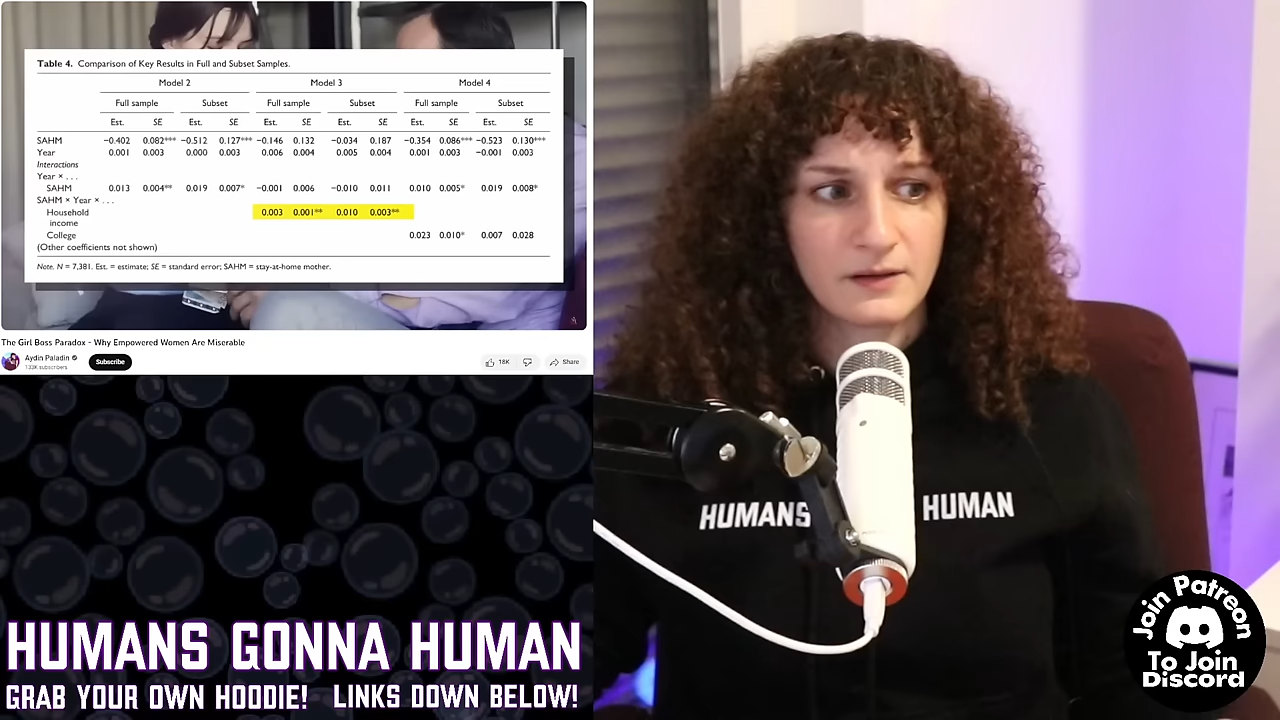 Table 4. Comparison of Key Results in Full and Subset Samples.
Model 2 Model 3 Model 4
Full sample Subset Full sample Subset Full sample Subset
Est. SE Est. SE Est. SE Est. SE Est. SE Est. SE
SAHM −0.402 0.082*** −0.512 0.127*** −0.146 0.132 −0.034 0.187 −0.354 0.086*** −0.523 0.130***
Year 0.001 0.003 0.000 0.003 0.006 0.004 0.005 0.004 0.001 0.003 −0.001 0.003
Interactions
Year × . . .
SAHM 0.013 0.004** 0.019 0.007* −0.001 0.006 −0.010 0.011 0.010 0.005* 0.019 0.008*
SAHM × Year × . . .
Household 0.003 0.001** 0.010 0.003**
income
College 0.023 0.010* 0.007 0.028
(Other coefficients not shown)
Note. N = 7,381. Est. = estimate; SE = standard error; SAHM = stay-at-home mother.
The Girl Boss Paradox - Why Empowered Women Are Miserable
Aydin Paladin
133K subscribers
Subscribe
18K
Share
HUMANS HUMAN
HUMANS GONNA HUMAN
GRAB YOUR OWN HOODIE! LINKS DOWN BELOW!
Join Patreon
To Join
Discord